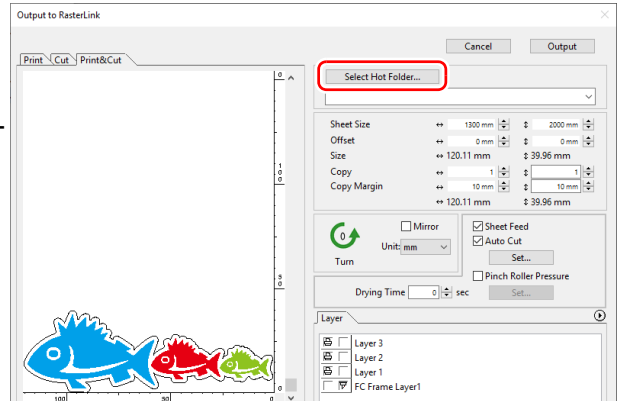 Output to RasterLink
Cancel Output
Print Cut Print&Cut
Select Hot Folder...
Sheet Size ↔ 1300 mm ↕ 2000 mm
Offset ↔ 0 mm ↕ 0 mm
Size ↔ 120.11 mm ↕ 39.96 mm
Copy ↔ 1 ↕ 1
Copy Margin ↔ 10 mm ↕ 10 mm
↔ 120.11 mm ↕ 39.96 mm
0
Turn
Mirror
Unit: mm
Sheet Feed
Auto Cut
Set...
Pinch Roller Pressure
Set...
Drying Time 0 sec
Layer
Layer 3
Layer 2
Layer 1
FC Frame Layer1
0
100
50
0
100 50 0